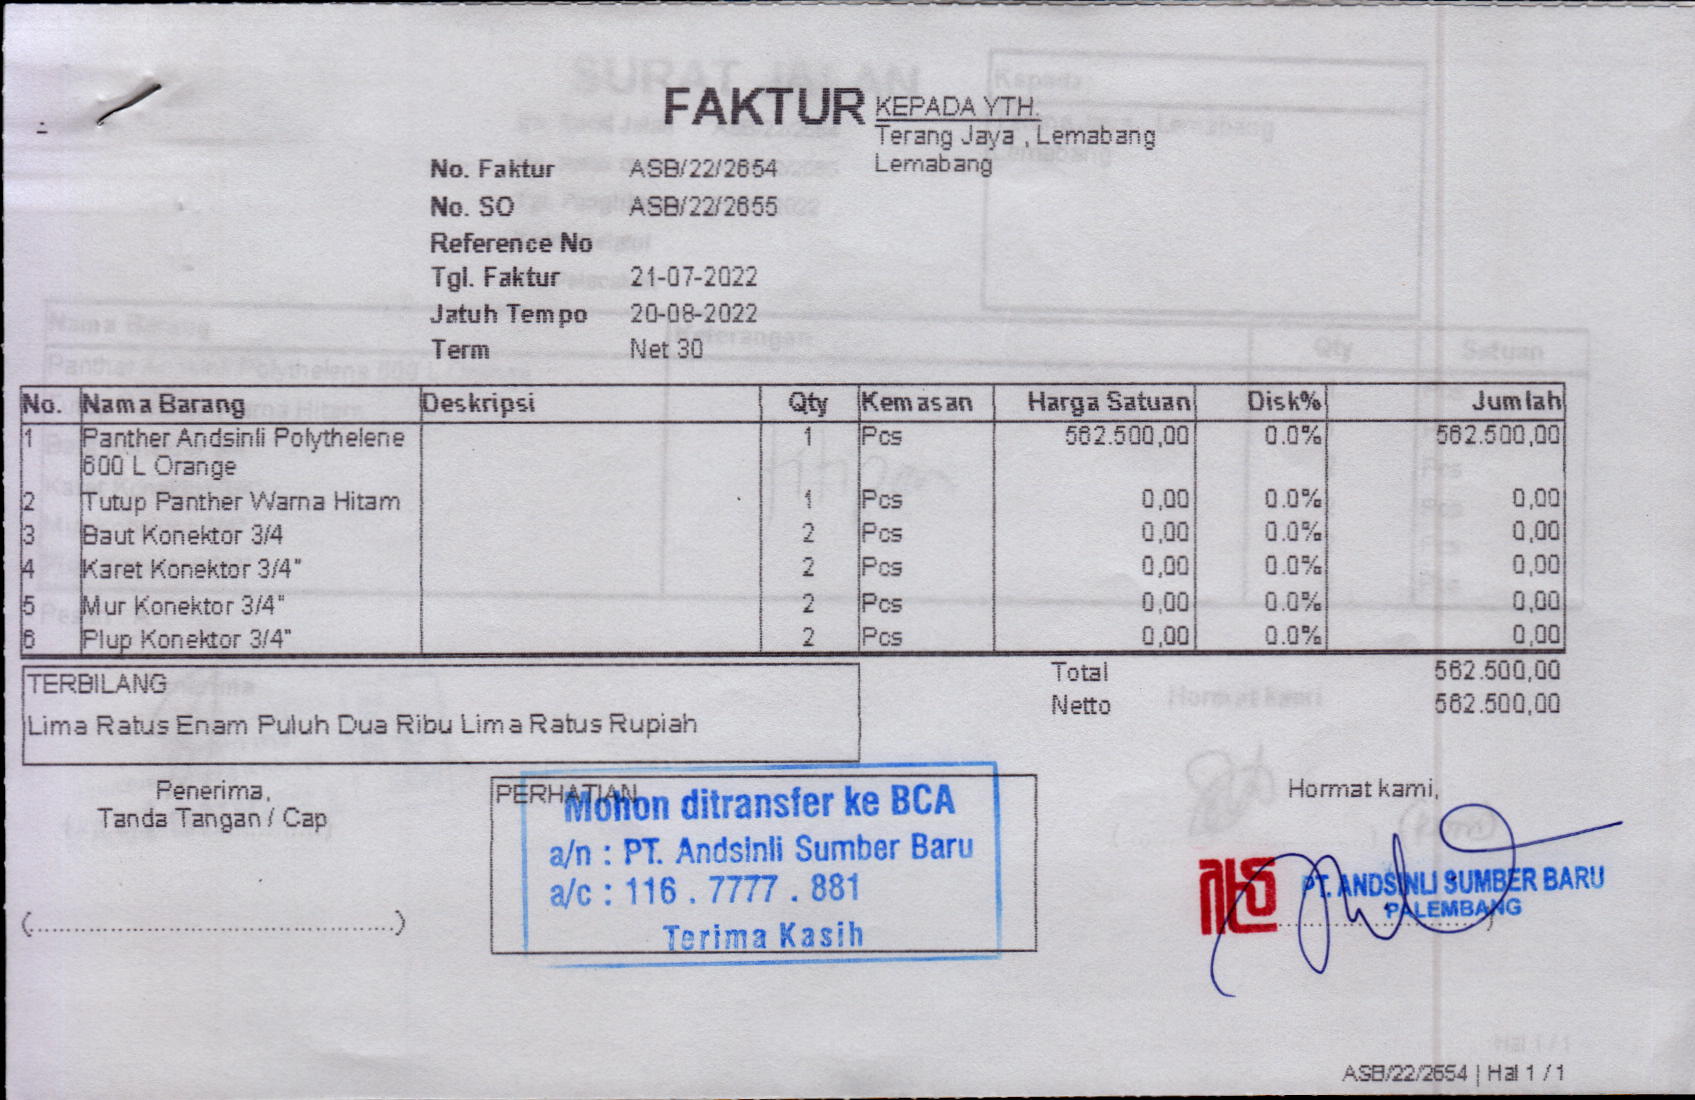 FAKTUR
KEPADA YTH.
Terang Jaya , Lemabang
Lemabang
No. Faktur ASB/22/2654
No. SO ASB/22/2655
Reference No
Tgl. Faktur 21-07-2022
Jatuh Tempo 20-08-2022
Term Net 30
No. Nama Barang Deskripsi Qty Kemasan Harga Satuan Disk% Jumlah
1 Panther Andsinli Polythelene 1 Pcs 562.500,00 0.0% 562.500,00
600 L Orange
2 Tutup Panther Warna Hitam 1 Pcs 0,00 0.0% 0,00
3 Baut Konektor 3/4 2 Pcs 0,00 0.0% 0,00
4 Karet Konektor 3/4" 2 Pcs 0,00 0.0% 0,00
5 Mur Konektor 3/4" 2 Pcs 0,00 0.0% 0,00
6 Plup Konektor 3/4" 2 Pcs 0,00 0.0% 0,00
Total 562.500,00
Netto 562.500,00
TERBILANG
Lima Ratus Enam Puluh Dua Ribu Lima Ratus Rupiah
Penerima,
Tanda Tangan / Cap
(............................................)
PERHATIAN
Mohon ditransfer ke BCA
a/n : PT. Andsinli Sumber Baru
a/c : 116 . 7777 . 881
Terima Kasih
Hormat kami,
PT. ANDSINLI SUMBER BARU
PALEMBANG
ASB/22/2654 | Hal 1 / 1